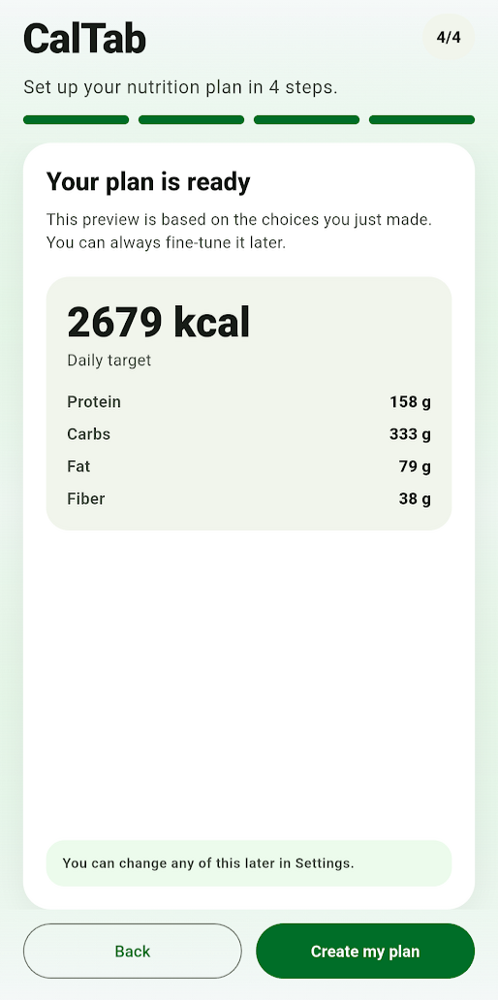 CalTab
4/4
Set up your nutrition plan in 4 steps.
Your plan is ready
This preview is based on the choices you just made.
You can always fine-tune it later.
2679 kcal
Daily target
Protein 158 g
Carbs 333 g
Fat 79 g
Fiber 38 g
You can change any of this later in Settings.
Back
Create my plan